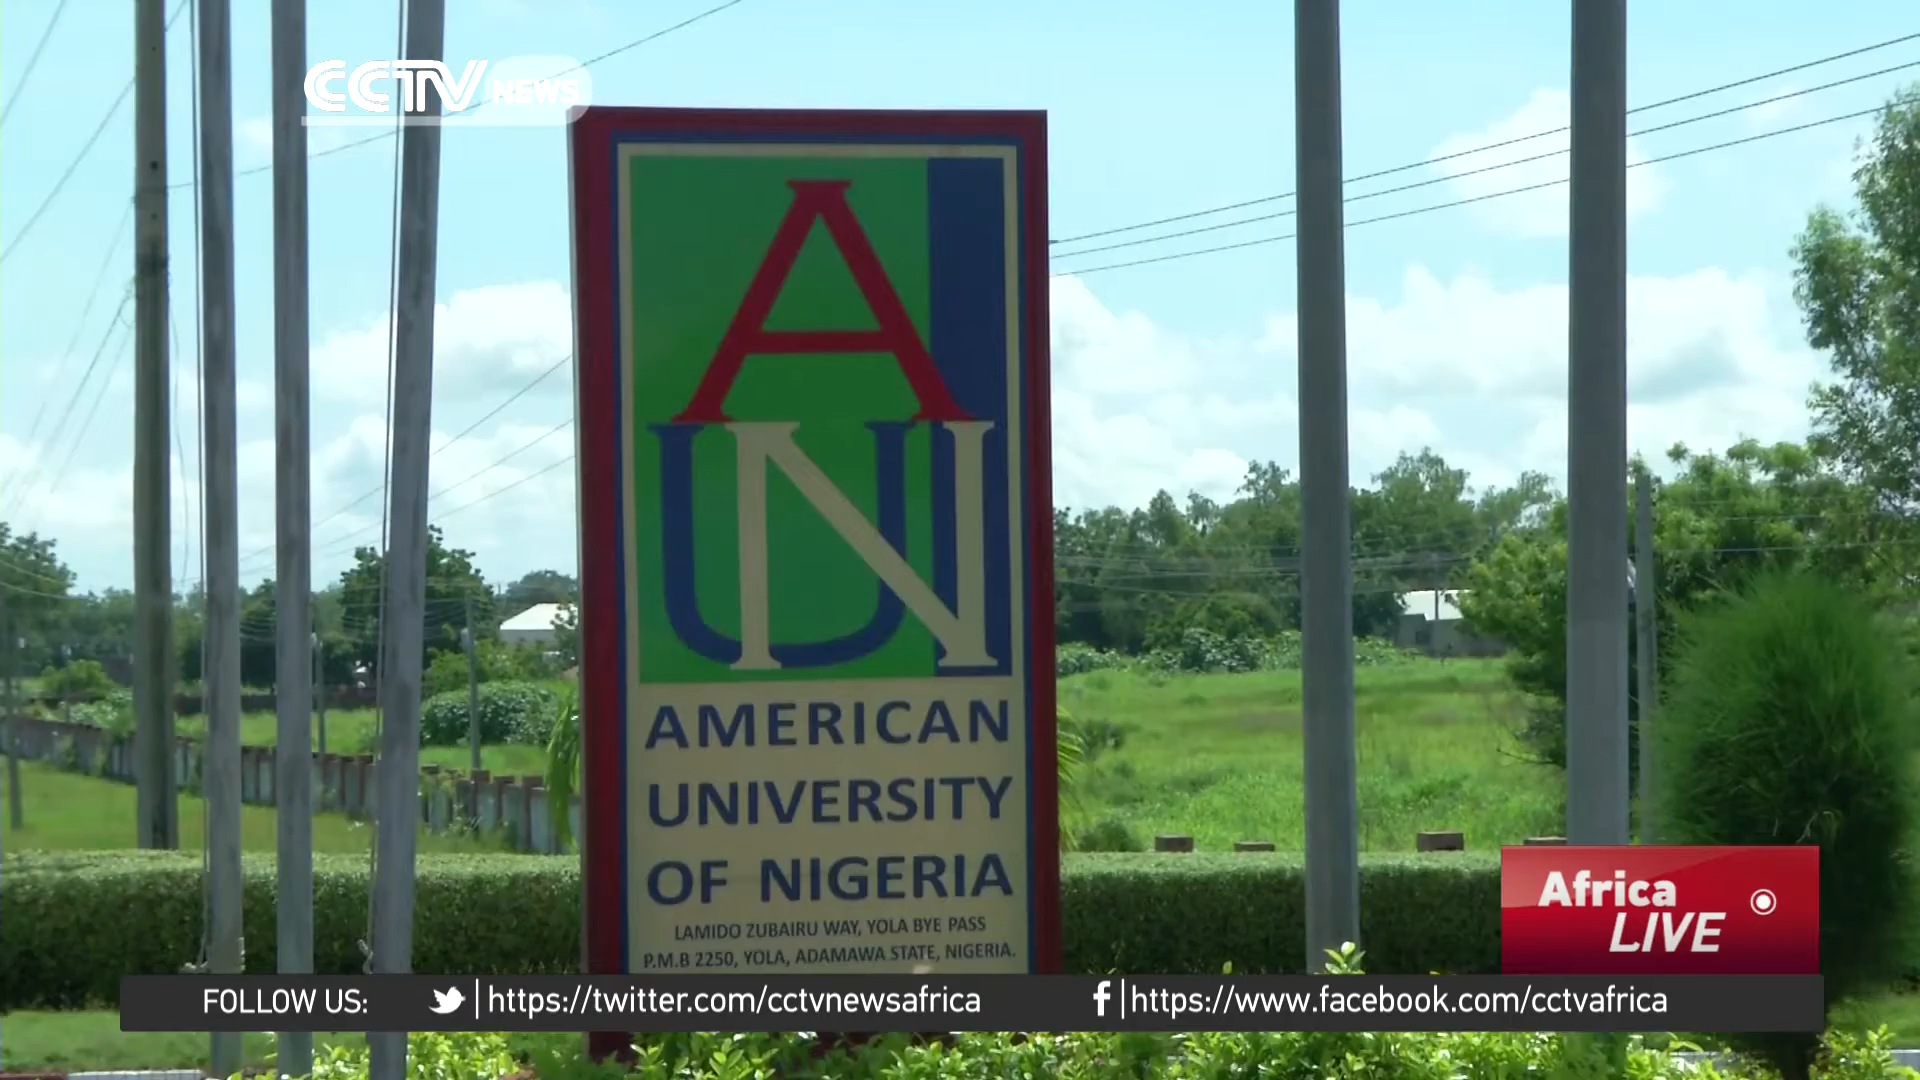 CCTV NEWS
A
UN
AMERICAN
UNIVERSITY
OF NIGERIA
LAMIDO ZUBAIRU WAY, YOLA BYE PASS
P.M.B 2250, YOLA, ADAMAWA STATE, NIGERIA.
Africa
LIVE
FOLLOW US: https://twitter.com/cctvnewsafrica f https://www.facebook.com/cctvafrica